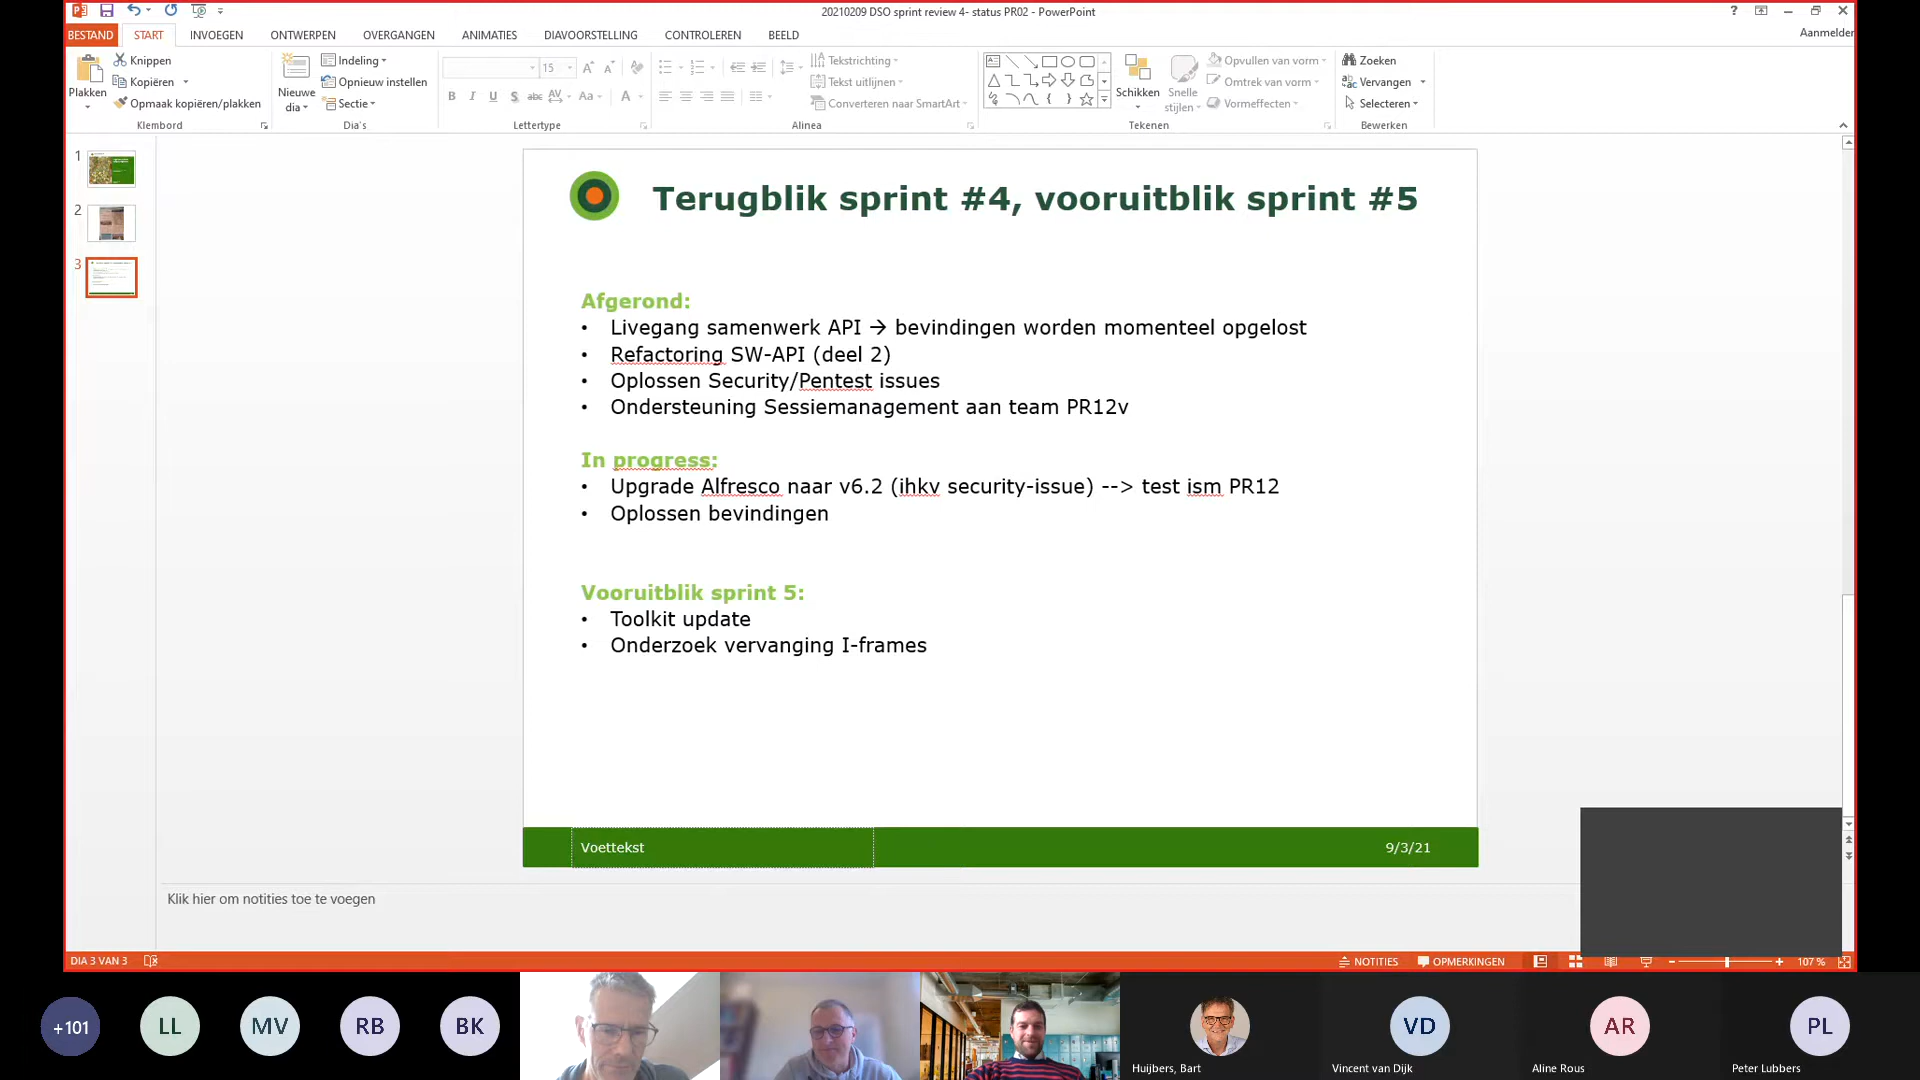 20210209 DSO sprint review 4- status PR02 - PowerPoint
?
BESTAND START INVOEGEN ONTWERPEN OVERGANGEN ANIMATIES DIAVOORSTELLING CONTROLEREN BEELD
Aanmelden
Plakken
Knippen
Kopiëren
Opmaak kopiëren/plakken
Klembord
Nieuwe
dia
Indeling
Opnieuw instellen
Sectie
Dia's
15
B I U S abc AV Aa A
Lettertype
Tekstrichting
Tekst uitlijnen
Converteren naar SmartArt
Alinea
Schikken
Snelle
stijlen
Opvullen van vorm
Omtrek van vorm
Vormeffecten
Tekenen
Zoeken
Vervangen
Selecteren
Bewerken
1
2
3
Terugblik sprint #4, vooruitblik sprint #5
Afgerond:
• Livegang samenwerk API → bevindingen worden momenteel opgelost
• Refactoring SW-API (deel 2)
• Oplossen Security/Pentest issues
• Ondersteuning Sessiemanagement aan team PR12v
In progress:
• Upgrade Alfresco naar v6.2 (ihkv security-issue) --> test ism PR12
• Oplossen bevindingen
Vooruitblik sprint 5:
• Toolkit update
• Onderzoek vervanging I-frames
Voettekst 9/3/21
Klik hier om notities toe te voegen
DIA 3 VAN 3 NOTITIES OPMERKINGEN 107 %
+101 LL MV RB BK VD AR PL
Huijbers, Bart Vincent van Dijk Aline Rous Peter Lubbers